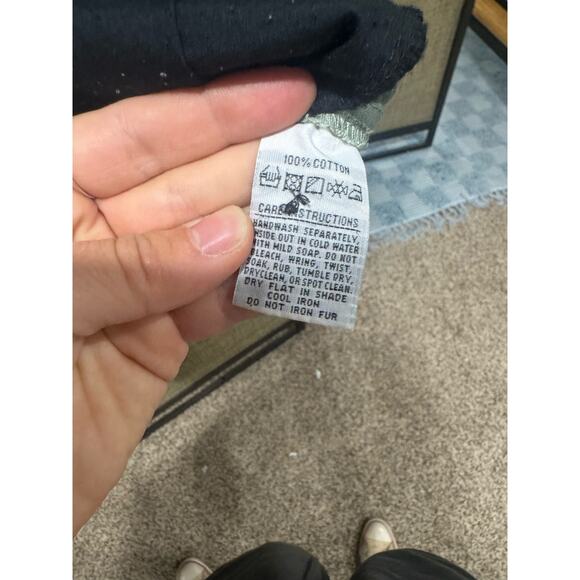 100% COTTON
CARE INSTRUCTIONS
HANDWASH SEPARATELY,
INSIDE OUT IN COLD WATER
WITH MILD SOAP. DO NOT
BLEACH, WRING, TWIST,
SOAK, RUB, TUMBLE DRY,
DRYCLEAN, OR SPOT CLEAN.
DRY FLAT IN SHADE
COOL IRON
DO NOT IRON FUR